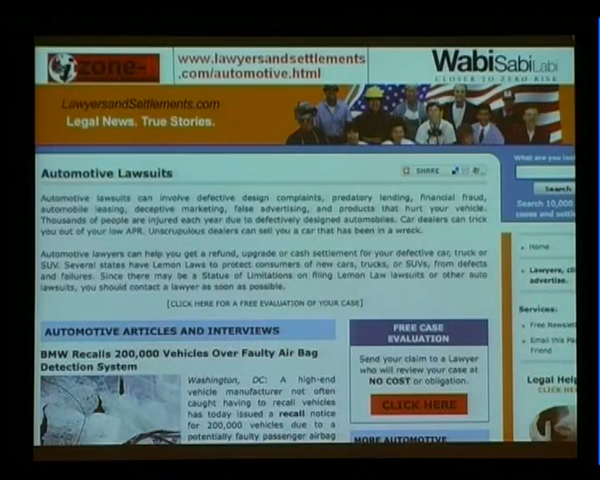 zone-
www.lawyersandsettlements
.com/automotive.html
WabiSabiLabi
CLOSER TO ZERO RISK
LawyersandSettlements.com
Legal News. True Stories.
What are you loo
Search
Search 10,000
cases and settl
Automotive Lawsuits
SHARE
Automotive lawsuits can involve defective design complaints, predatory lending, financial fraud,
automobile leasing, deceptive marketing, false advertising, and products that hurt your vehicle.
Thousands of people are injured each year due to defectively designed automobiles. Car dealers can trick
you out of your low APR. Unscrupulous dealers can sell you a car that has been in a wreck.
Automotive lawyers can help you get a refund, upgrade or cash settlement for your defective car, truck or
SUV. Several states have Lemon Laws to protect consumers of new cars, trucks, or SUVs, from defects
and failures. Since there may be a Statue of Limitations on filing Lemon Law lawsuits or other auto
lawsuits, you should contact a lawyer as soon as possible.
[CLICK HERE FOR A FREE EVALUATION OF YOUR CASE]
AUTOMOTIVE ARTICLES AND INTERVIEWS
BMW Recalls 200,000 Vehicles Over Faulty Air Bag
Detection System
Washington, DC: A high-end
vehicle manufacturer not often
caught having to recall vehicles
has today issued a recall notice
for 200,000 vehicles due to a
potentially faulty passenger airbag
FREE CASE
EVALUATION
Send your claim to a Lawyer
who will review your case at
NO COST or obligation.
CLICK HERE
MORE AUTOMOTIVE
Home
Lawyers, cli
advertise.
Services:
Free Newslet
Email this Pa
Friend
Legal Help
CLICK HE